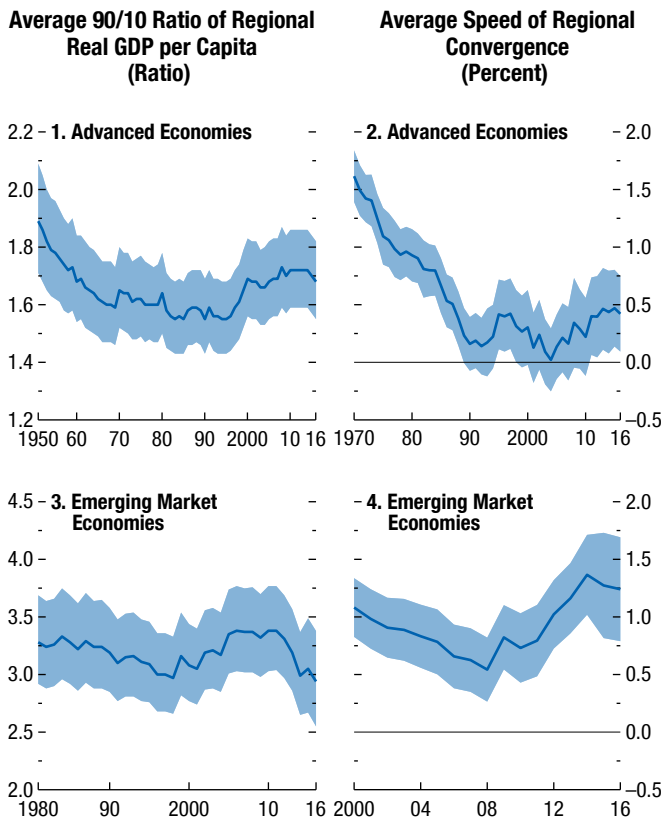 Average 90/10 Ratio of Regional
Real GDP per Capita
(Ratio)
Average Speed of Regional
Convergence
(Percent)
1. Advanced Economies
2.2
2.0
1.8
1.6
1.4
1.2
1950 60 70 80 90 2000 10 16
2. Advanced Economies
2.0
1.5
1.0
0.5
0.0
–0.5
1970 80 90 2000 10 16
3. Emerging Market
Economies
4.5
4.0
3.5
3.0
2.5
2.0
1980 90 2000 10 16
4. Emerging Market
Economies
2.0
1.5
1.0
0.5
0.0
–0.5
2000 04 08 12 16